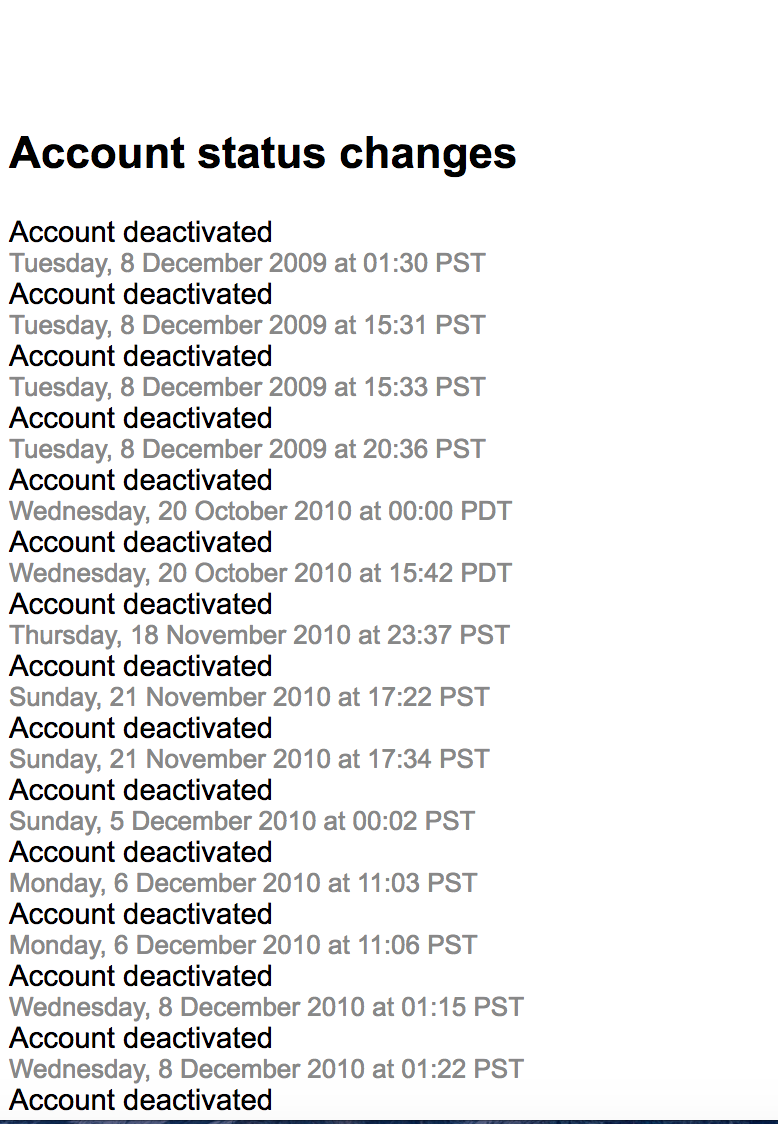 Account status changes
Account deactivated
Tuesday, 8 December 2009 at 01:30 PST
Account deactivated
Tuesday, 8 December 2009 at 15:31 PST
Account deactivated
Tuesday, 8 December 2009 at 15:33 PST
Account deactivated
Tuesday, 8 December 2009 at 20:36 PST
Account deactivated
Wednesday, 20 October 2010 at 00:00 PDT
Account deactivated
Wednesday, 20 October 2010 at 15:42 PDT
Account deactivated
Thursday, 18 November 2010 at 23:37 PST
Account deactivated
Sunday, 21 November 2010 at 17:22 PST
Account deactivated
Sunday, 21 November 2010 at 17:34 PST
Account deactivated
Sunday, 5 December 2010 at 00:02 PST
Account deactivated
Monday, 6 December 2010 at 11:03 PST
Account deactivated
Monday, 6 December 2010 at 11:06 PST
Account deactivated
Wednesday, 8 December 2010 at 01:15 PST
Account deactivated
Wednesday, 8 December 2010 at 01:22 PST
Account deactivated